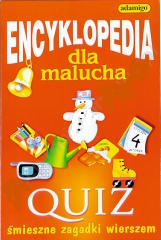 adamigo
ENCYKLOPEDIA
dla
malucha
4
QUIZ
śmieszne zagadki wierszem